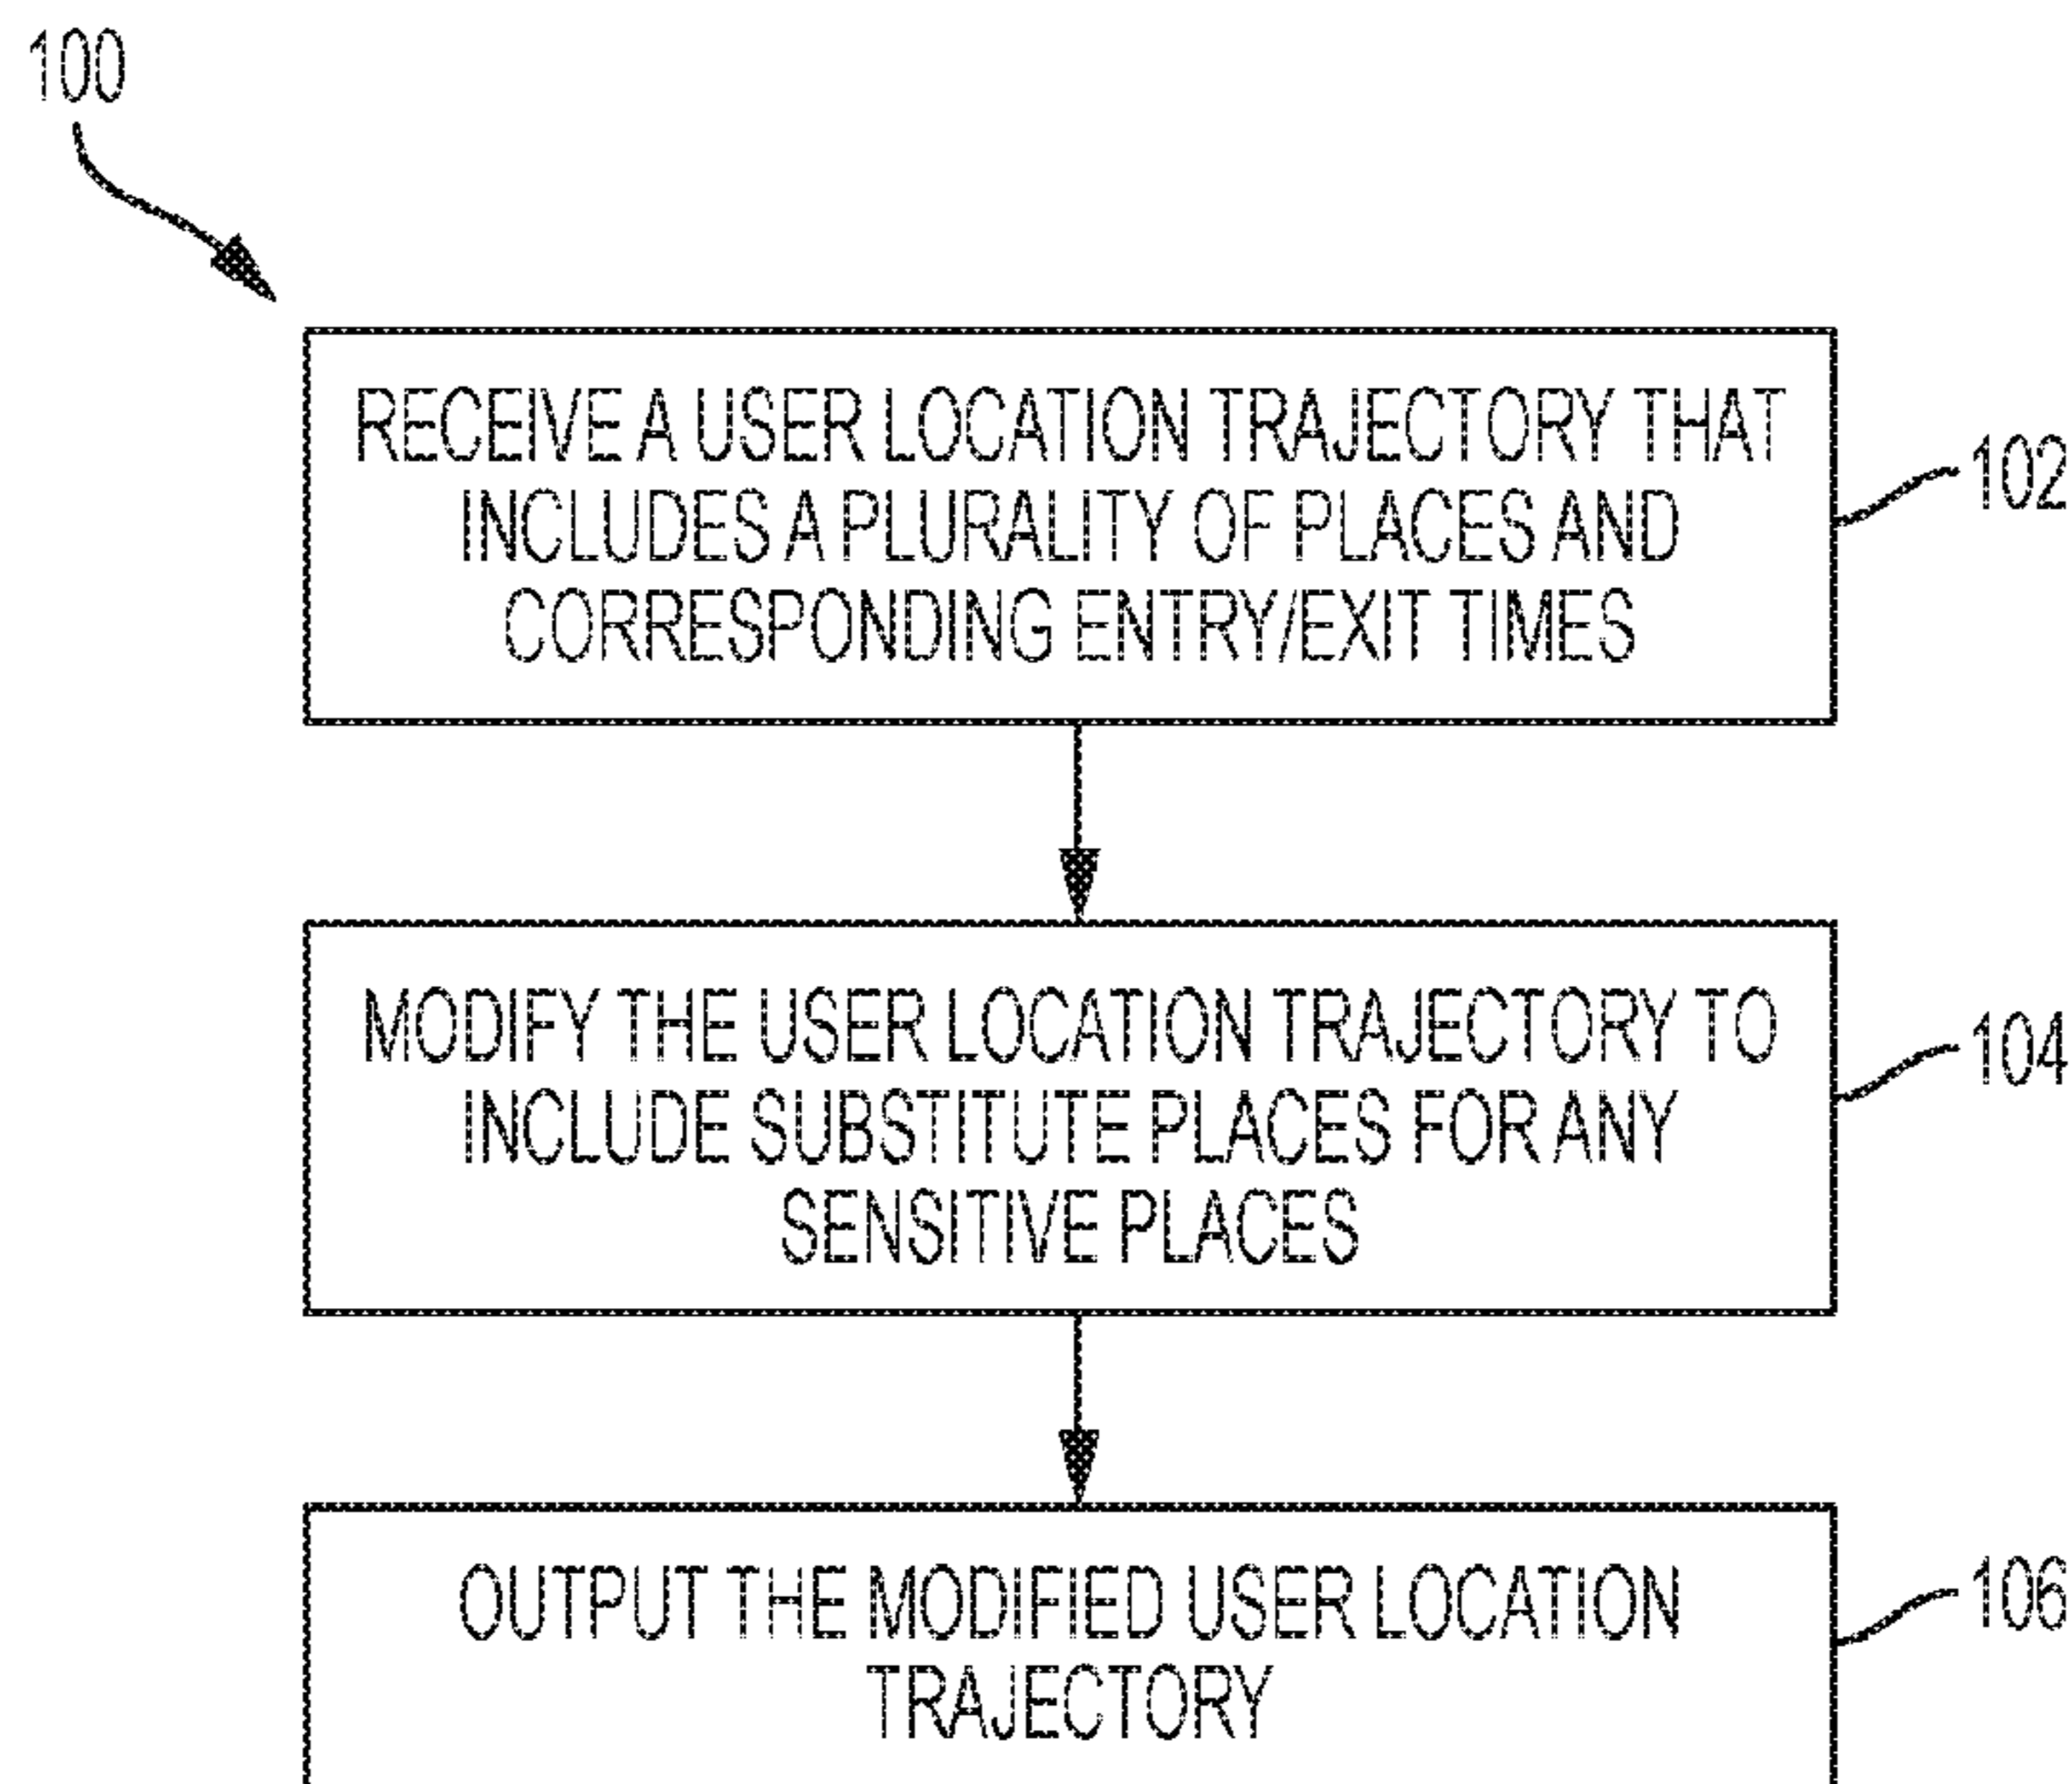 100
RECEIVE A USER LOCATION TRAJECTORY THAT
INCLUDES A PLURALITY OF PLACES AND
CORRESPONDING ENTRY/EXIT TIMES
102
MODIFY THE USER LOCATION TRAJECTORY TO
INCLUDE SUBSTITUTE PLACES FOR ANY
SENSITIVE PLACES
104
OUTPUT THE MODIFIED USER LOCATION
TRAJECTORY
106